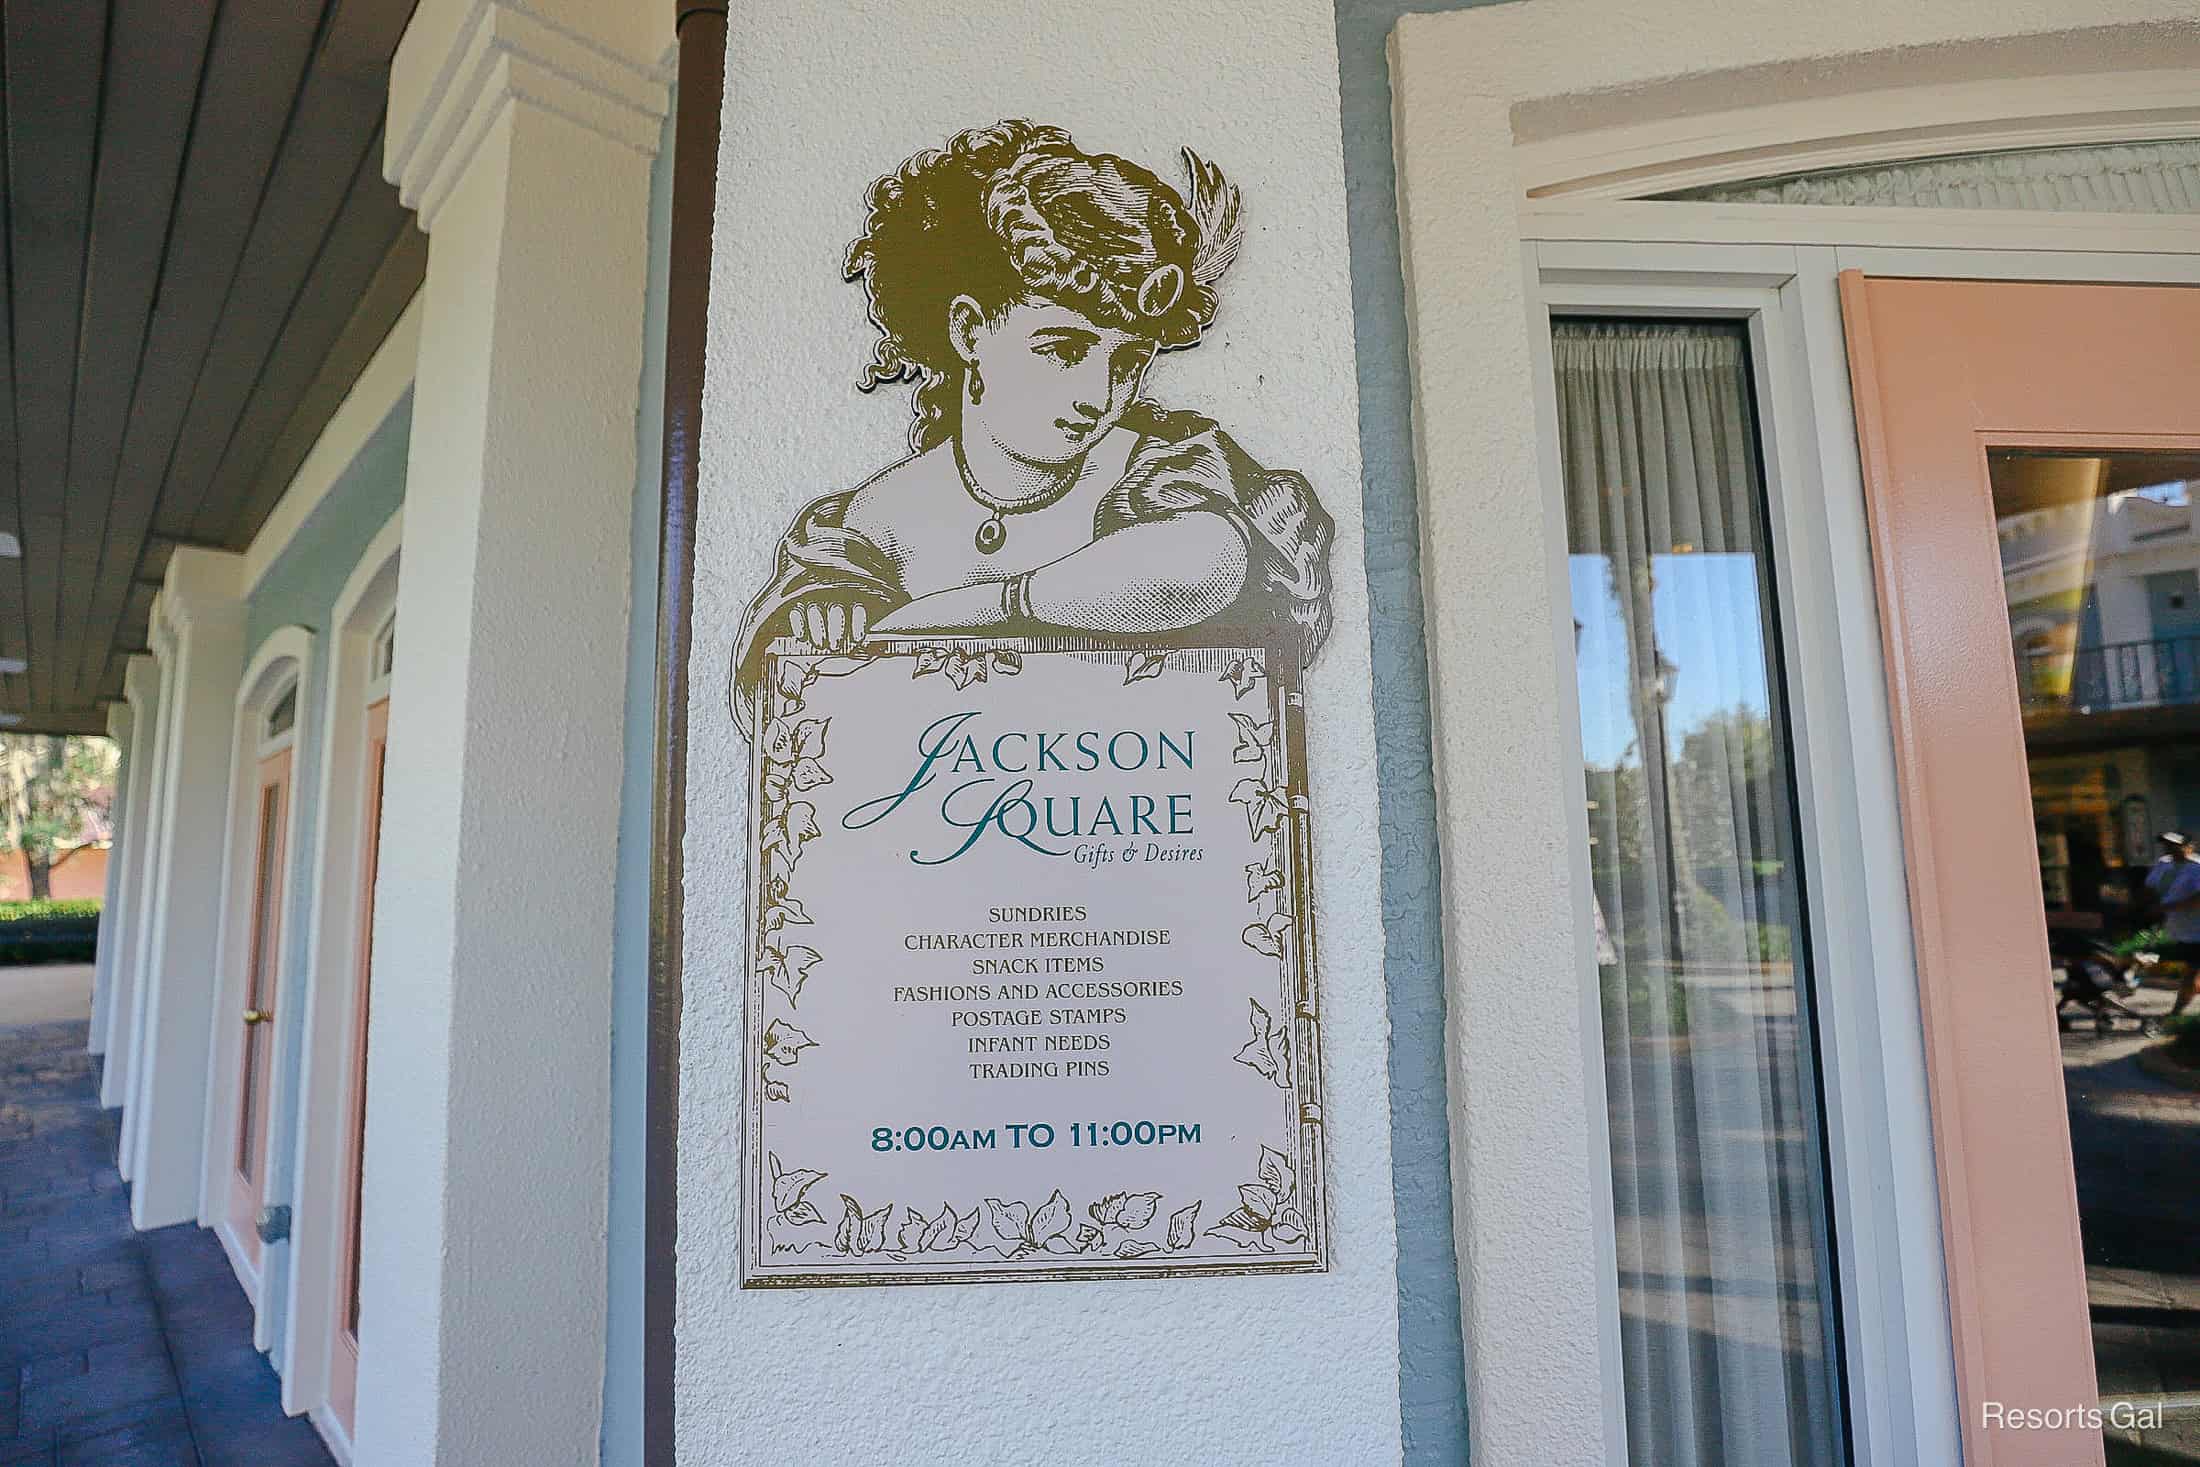 JACKSON
SQUARE
Gifts & Desires
SUNDRIES
CHARACTER MERCHANDISE
SNACK ITEMS
FASHIONS AND ACCESSORIES
POSTAGE STAMPS
INFANT NEEDS
TRADING PINS
8:00AM TO 11:00PM
Resorts Gal